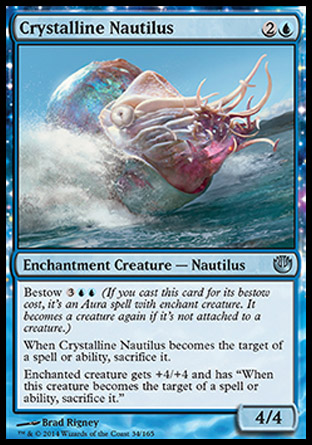 Crystalline Nautilus 2
Enchantment Creature — Nautilus
Bestow 3 (If you cast this card for its bestow
cost, it's an Aura spell with enchant creature. It
becomes a creature again if it's not attached to a
creature.)
When Crystalline Nautilus becomes the target of
a spell or ability, sacrifice it.
Enchanted creature gets +4/+4 and has “When
this creature becomes the target of a spell or
ability, sacrifice it.”
Brad Rigney
4/4
™ & © 2014 Wizards of the Coast 34/165